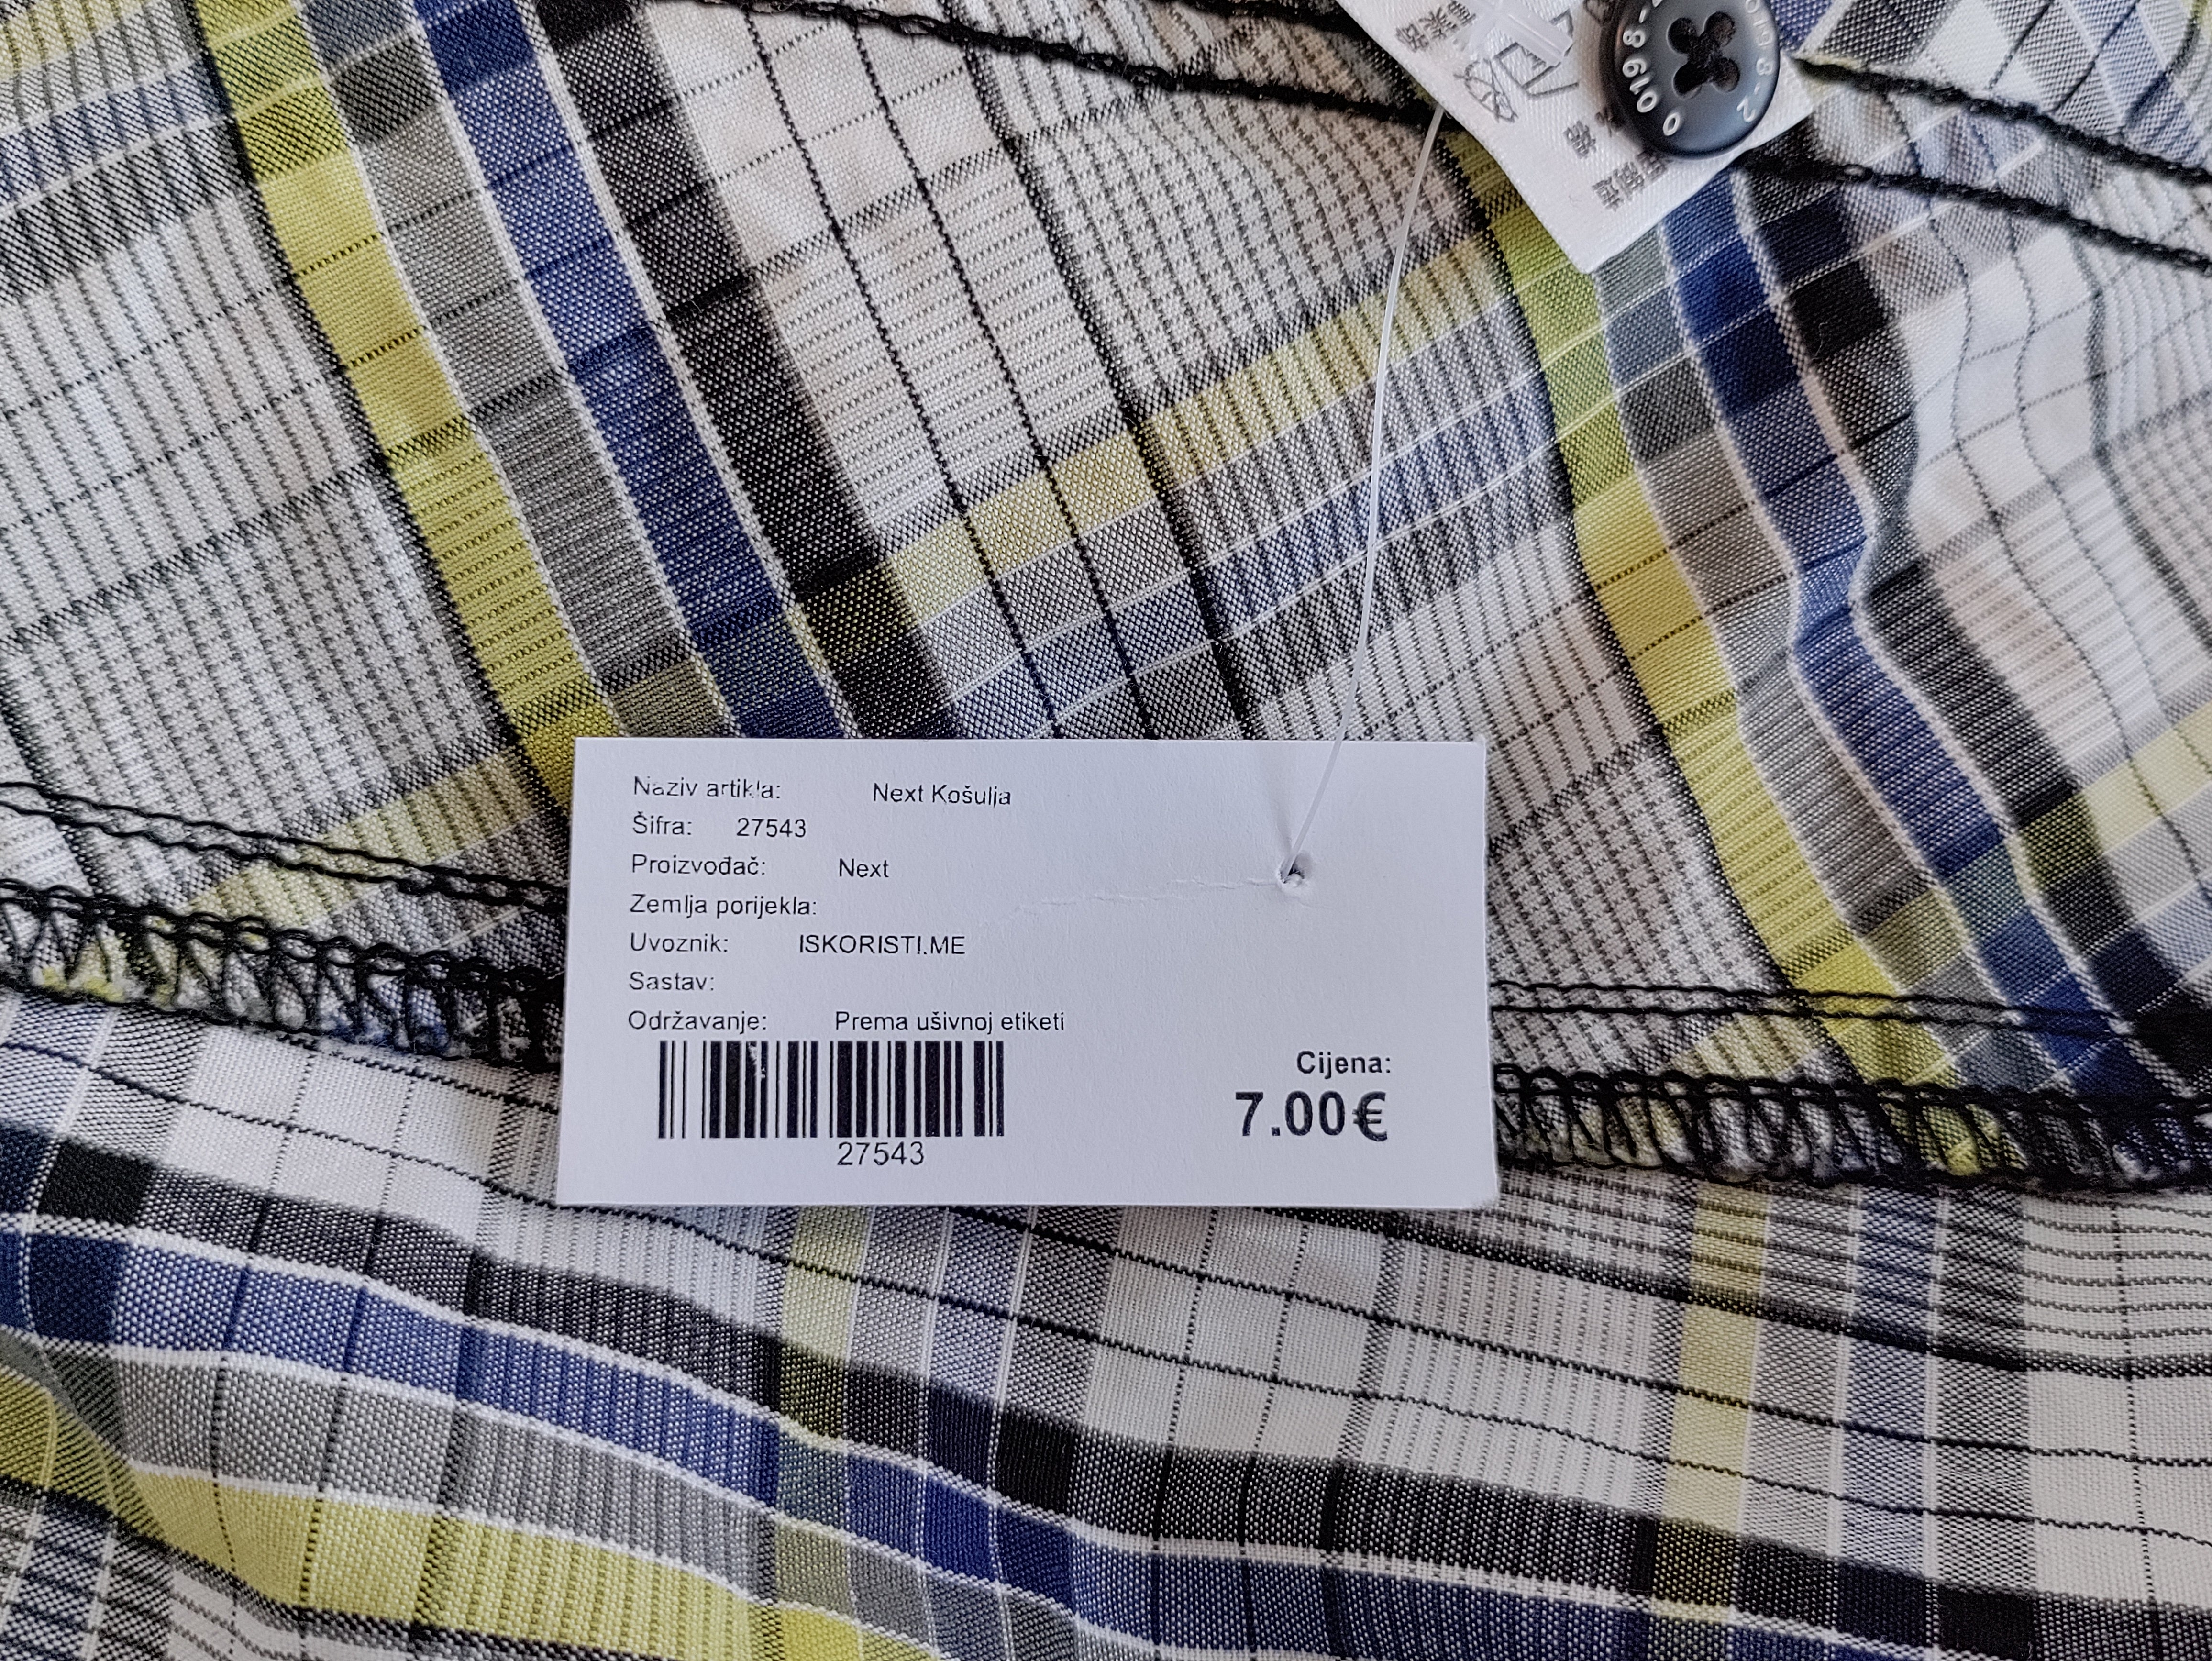 Naziv artikla: Next Košulja
Šifra: 27543
Proizvođač: Next
Zemlja porijekla:
Uvoznik: ISKORISTI.ME
Sastav:
Održavanje: Prema ušivnoj etiketi
27543
Cijena:
7.00€